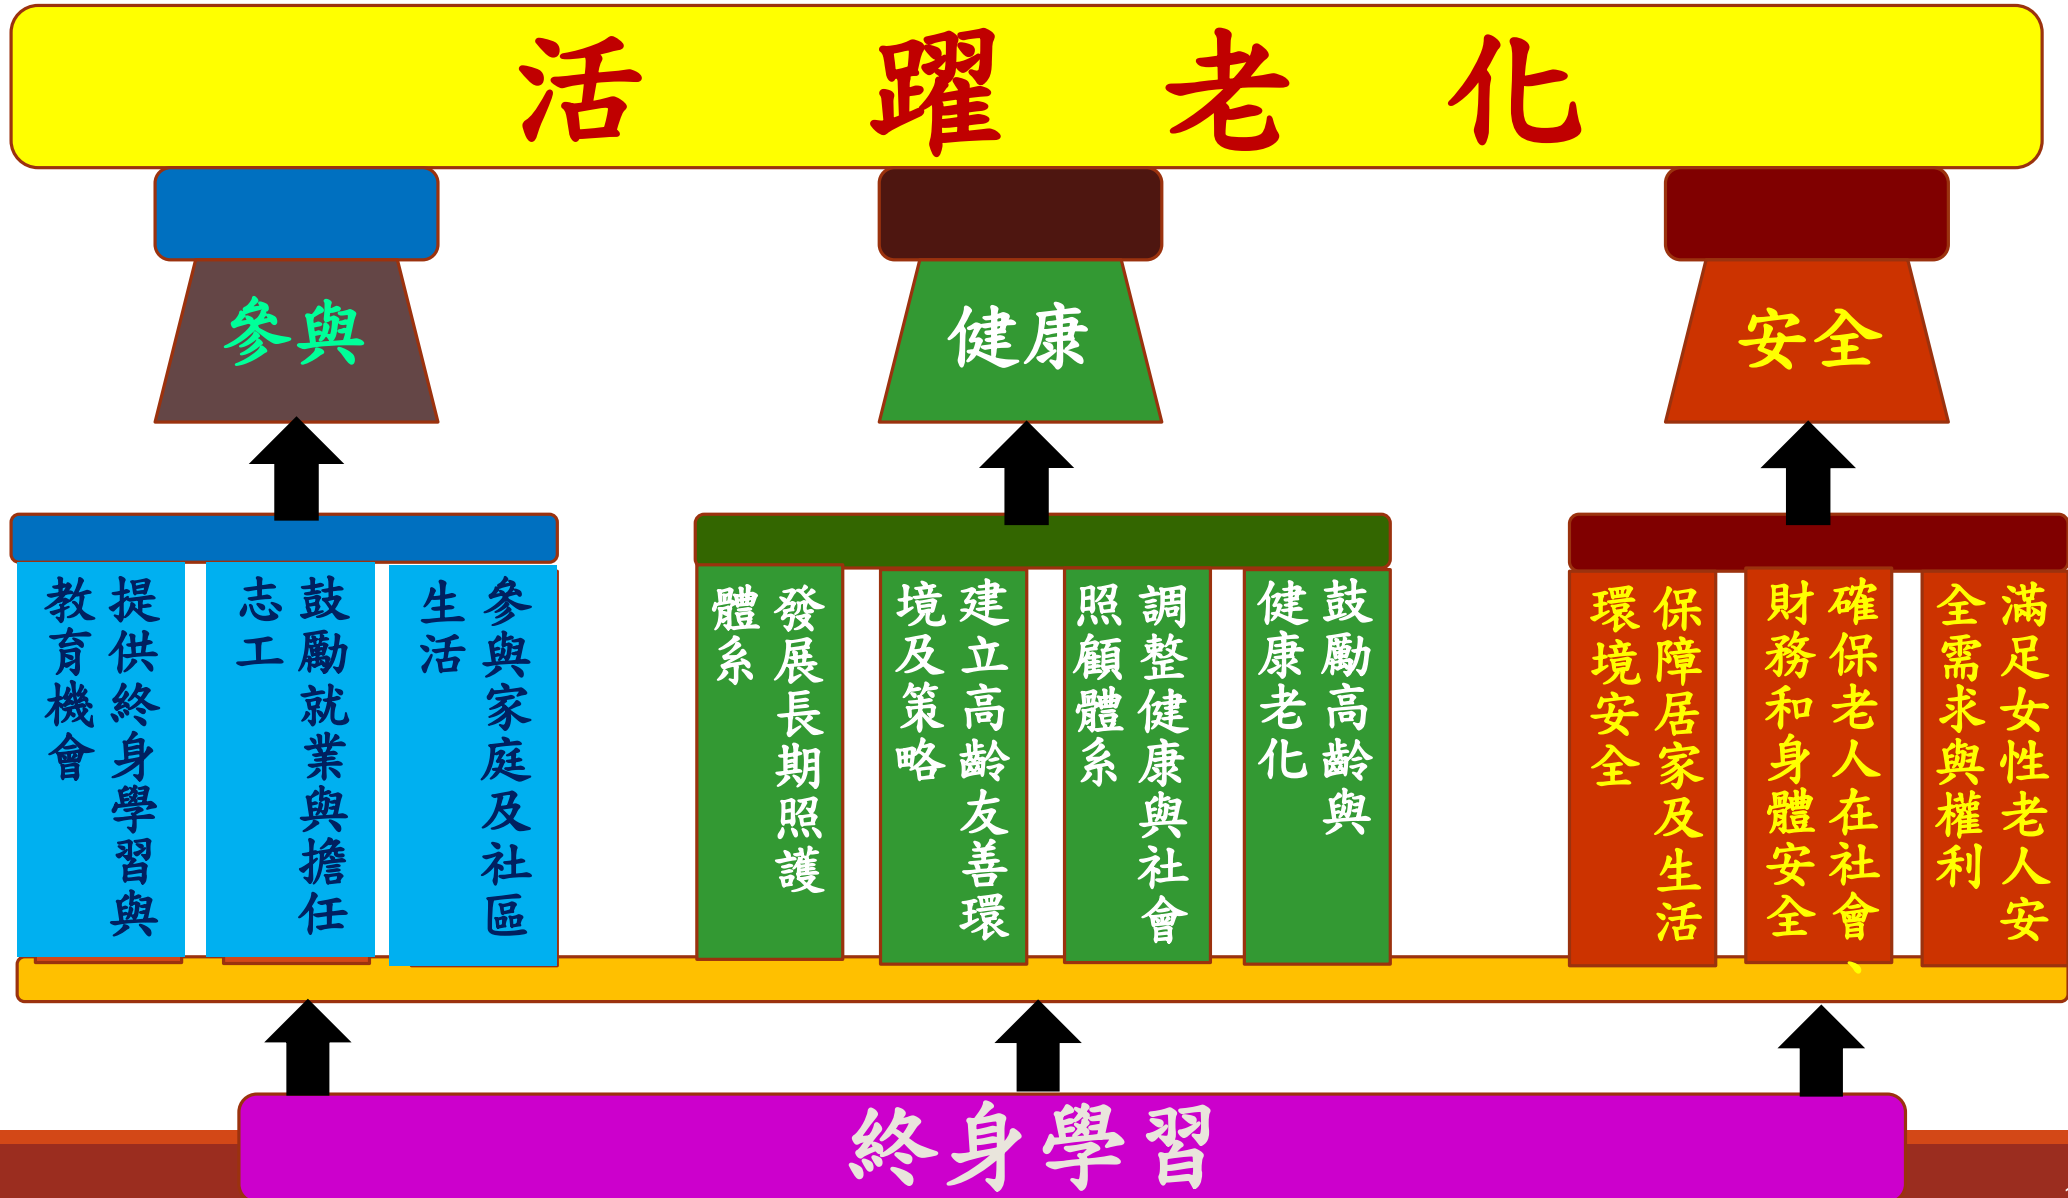 活躍老化
參與
健康
安全
提供終身學習與
教育機會
鼓勵就業與擔任
志工
參與家庭及社區
生活
發展長期照護
體系
建立高齡友善環
境及策略
調整健康與社會
照顧體系
鼓勵高齡與
健康老化
保障居家及生活
環境安全
確保老人在社會、
財務和身體安全
滿足女性老人安
全需求與權利
終身學習